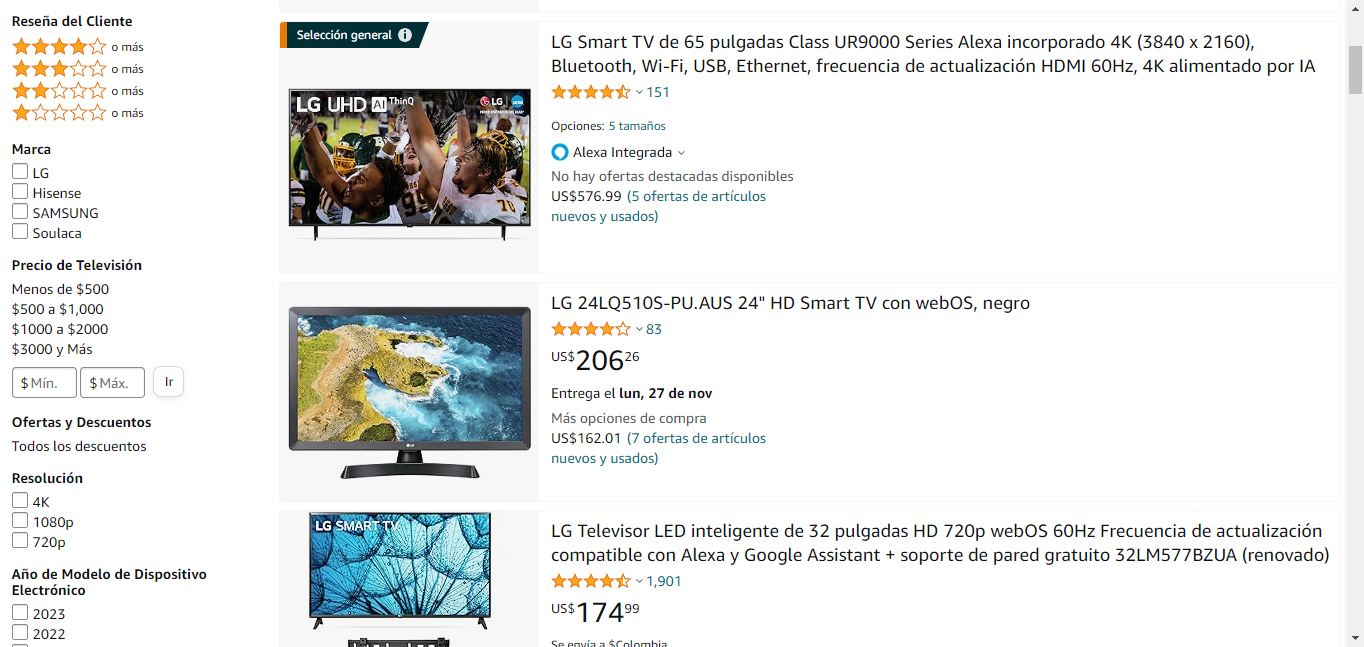 Reseña del Cliente
o más
o más
o más
o más
Marca
LG
Hisense
SAMSUNG
Soulaca
Precio de Televisión
Menos de $500
$500 a $1,000
$1000 a $2000
$3000 y Más
$ Mín.
$ Máx.
Ir
Ofertas y Descuentos
Todos los descuentos
Resolución
4K
1080p
720p
Año de Modelo de Dispositivo
Electrónico
2023
2022
Selección general
LG UHD AI ThinQ
LG
70
LG Smart TV de 65 pulgadas Class UR9000 Series Alexa incorporado 4K (3840 x 2160),
Bluetooth, Wi-Fi, USB, Ethernet, frecuencia de actualización HDMI 60Hz, 4K alimentado por IA
151
Opciones: 5 tamaños
Alexa Integrada
No hay ofertas destacadas disponibles
US$576.99 (5 ofertas de artículos
nuevos y usados)
LG 24LQ510S-PU.AUS 24" HD Smart TV con webOS, negro
83
US$206 26
Entrega el lun, 27 de nov
Más opciones de compra
US$162.01 (7 ofertas de artículos
nuevos y usados)
LG SMART TV
LG Televisor LED inteligente de 32 pulgadas HD 720p webOS 60Hz Frecuencia de actualización
compatible con Alexa y Google Assistant + soporte de pared gratuito 32LM577BZUA (renovado)
1,901
US$174 99
Se envía a $Colombia